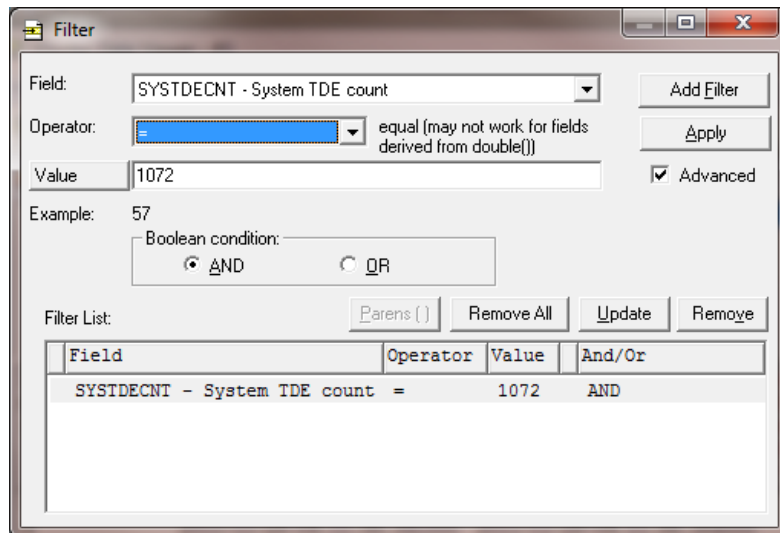 Filter
Field: SYSTDECNT - System TDE count Add Filter
Operator: = equal (may not work for fields
derived from double()) Apply
Value 1072 Advanced
Example: 57
Boolean condition:
AND OR
Filter List: Parens ( ) Remove All Update Remove
Field Operator Value And/Or
SYSTDECNT - System TDE count = 1072 AND